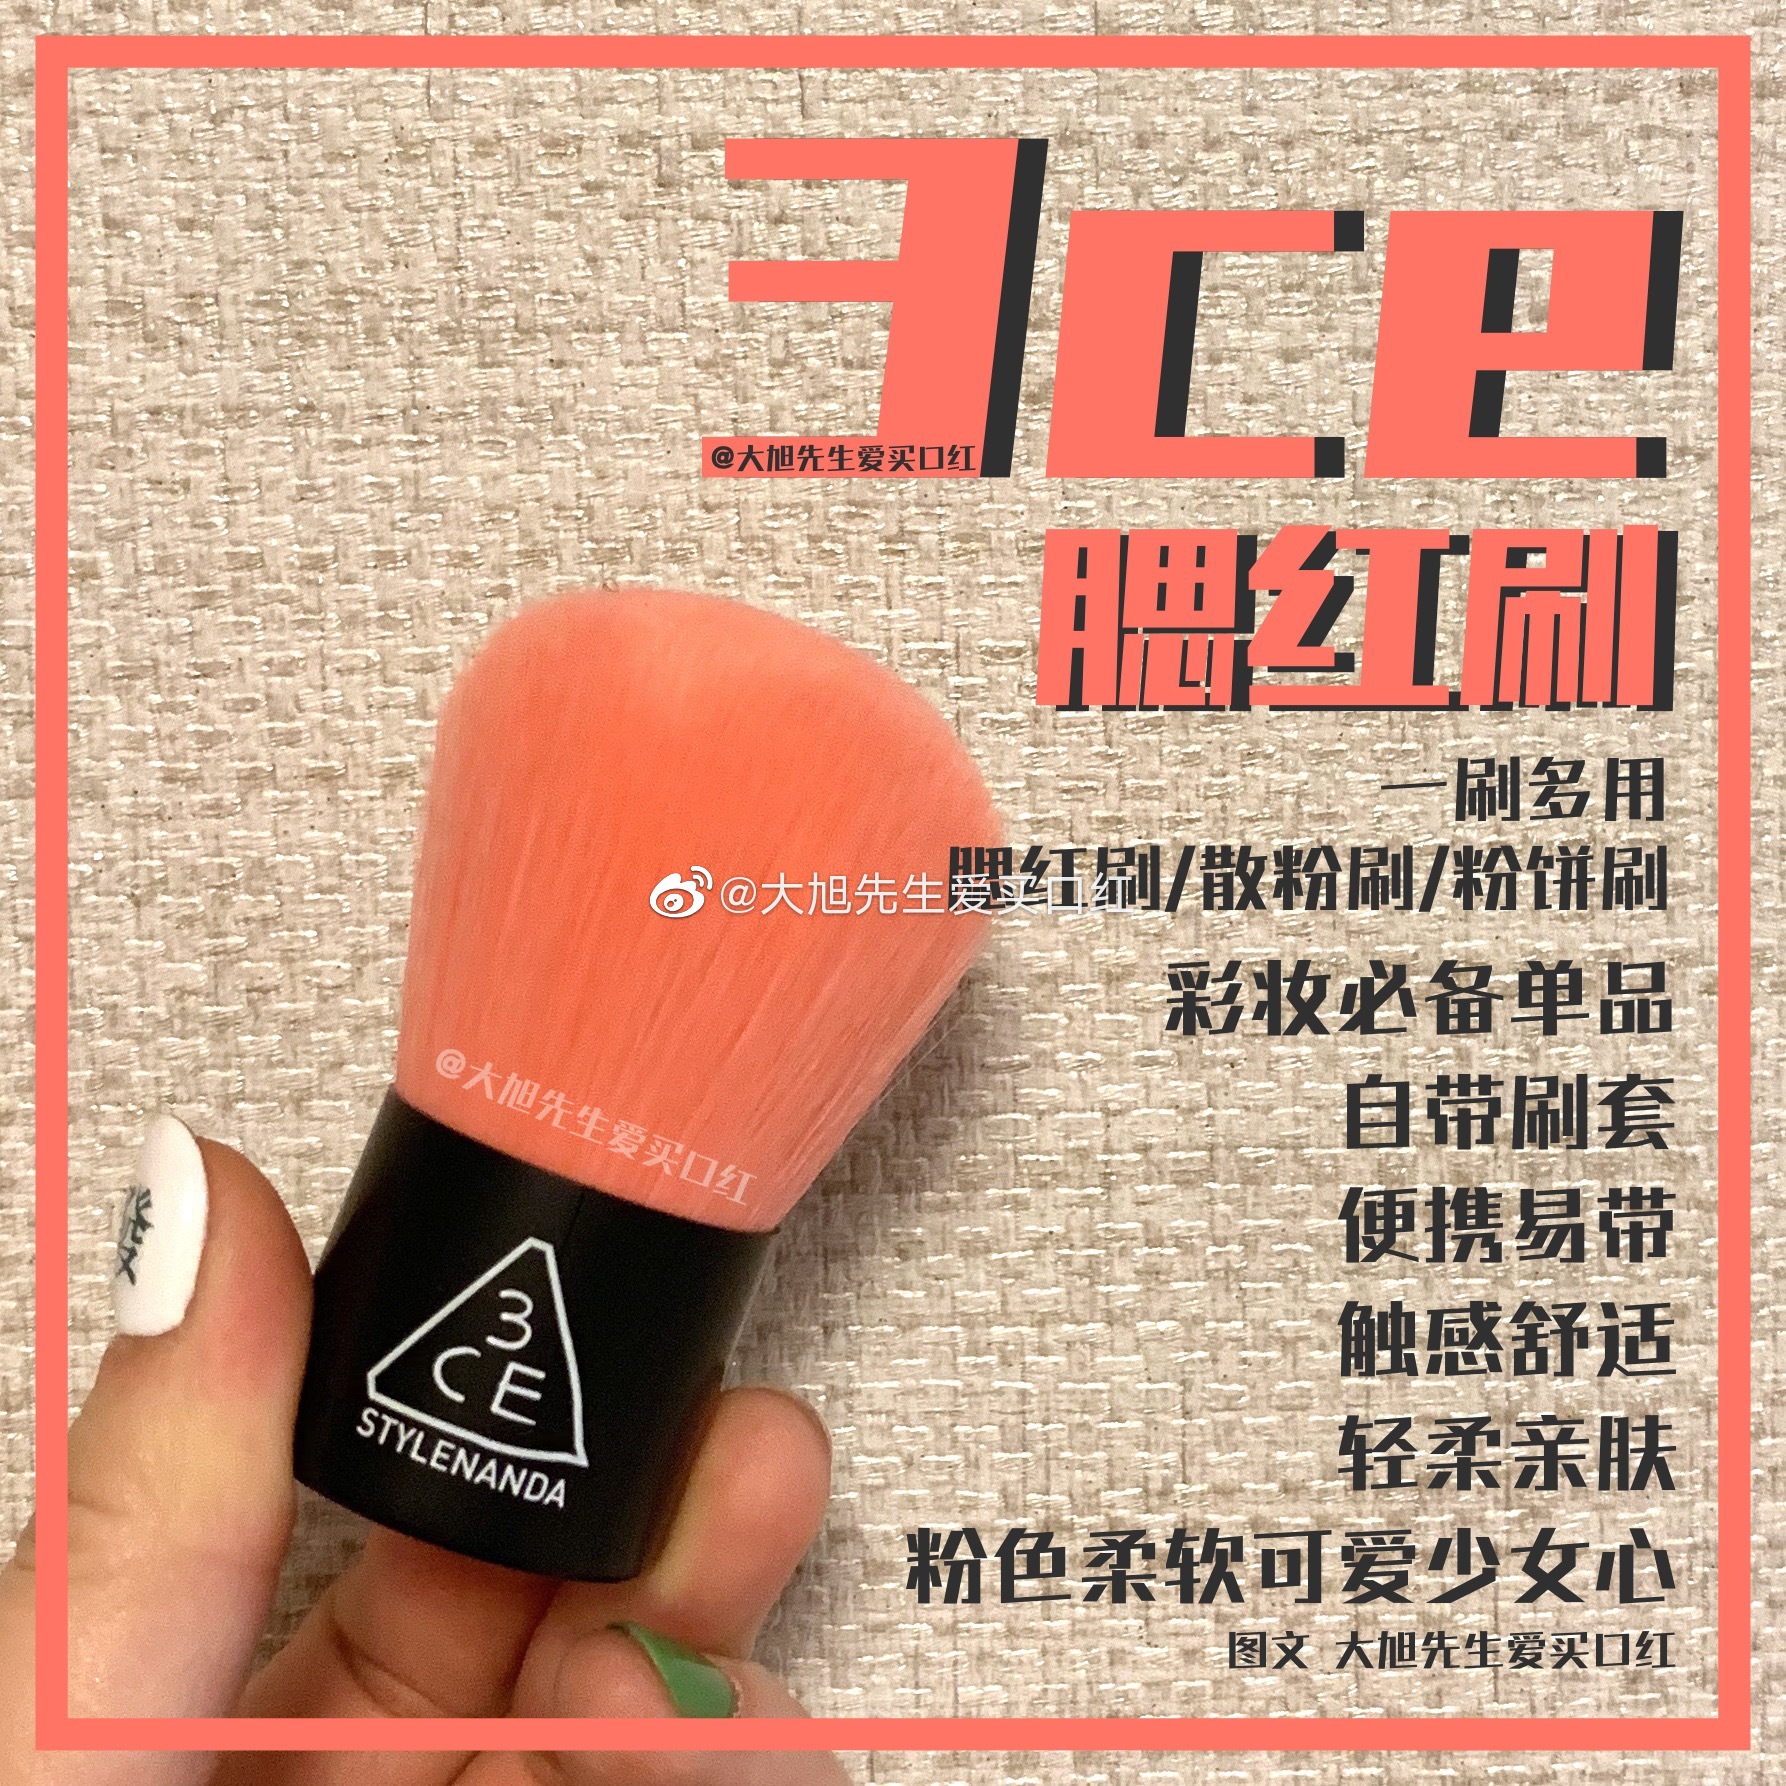 3ce
@大旭先生爱买口红
腮红刷
一刷多用
腮红刷/散粉刷/粉饼刷
@大旭先生爱买口红
彩妆必备单品
自带刷套
@大旭先生爱买口红
便携易带
触感舒适
3
CE
STYLENANDA
轻柔亲肤
粉色柔软可爱少女心
图文 大旭先生爱买口红